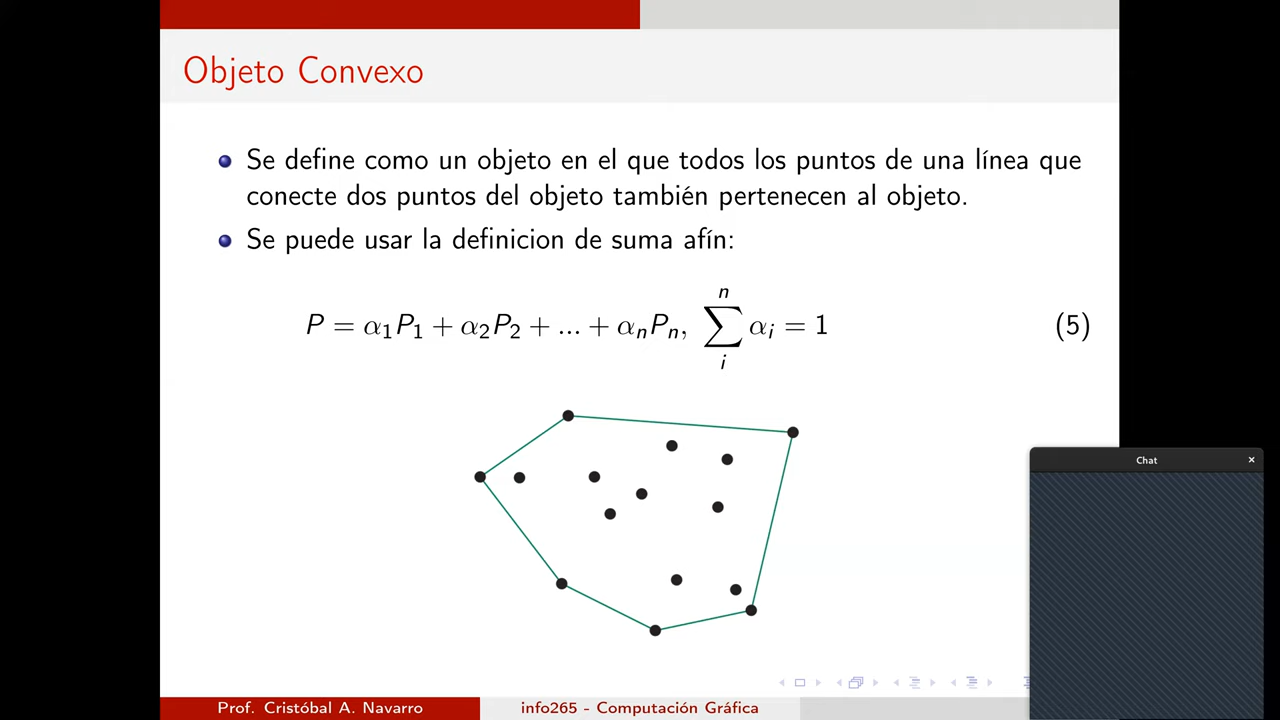 Objeto Convexo
Se define como un objeto en el que todos los puntos de una línea que
conecte dos puntos del objeto también pertenecen al objeto.
Se puede usar la definicion de suma afín:
P = α₁P₁ + α₂P₂ + ... + αₙPₙ, ∑ᵢⁿ αᵢ = 1 (5)
Chat ×
Prof. Cristóbal A. Navarro
info265 - Computación Gráfica